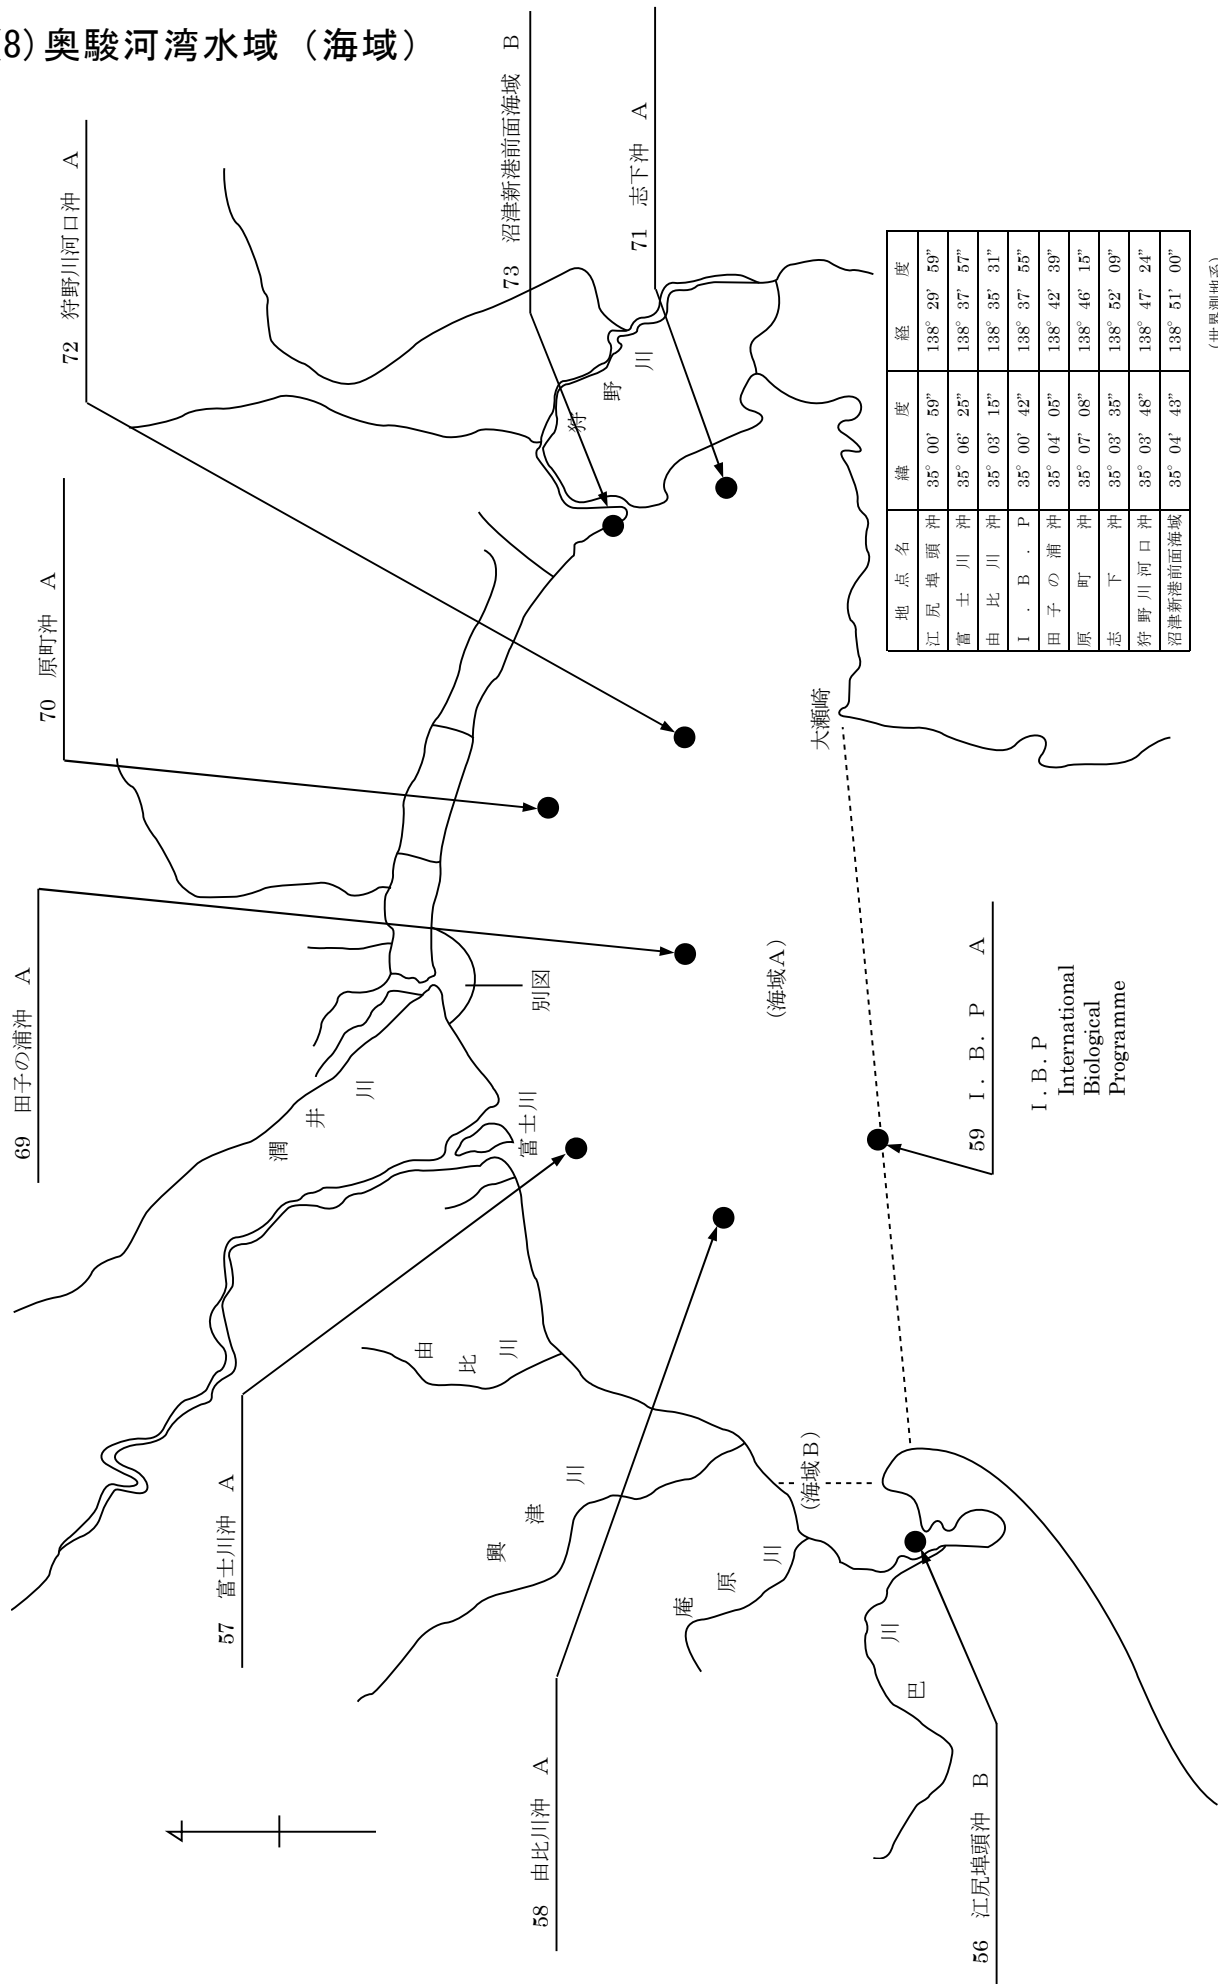 (8)奥駿河湾水域（海域）
72 狩野川河口沖 A
73 沼津新港前面海域 B
71 志下沖 A
70 原町沖 A
69 田子の浦沖 A
57 富士川沖 A
58 由比川沖 A
56 江尻埠頭沖 B
59 I.B.P A
I.B.P
International
Biological
Programme
狩野川
大瀬崎
(海域A)
別図
潤井川
富士川
由比川
興津川
庵原川
(海域B)
巴川
地点名 緯度 経度
江尻埠頭沖 35° 00′ 59″ 138° 29′ 59″
富士川沖 35° 06′ 25″ 138° 37′ 57″
由比川沖 35° 03′ 15″ 138° 35′ 31″
I.B.P 35° 00′ 42″ 138° 37′ 55″
田子の浦沖 35° 04′ 05″ 138° 42′ 39″
原町沖 35° 07′ 08″ 138° 46′ 15″
志下沖 35° 03′ 35″ 138° 52′ 09″
狩野川河口沖 35° 03′ 48″ 138° 47′ 24″
沼津新港前面海域 35° 04′ 43″ 138° 51′ 00″
(世界測地系)